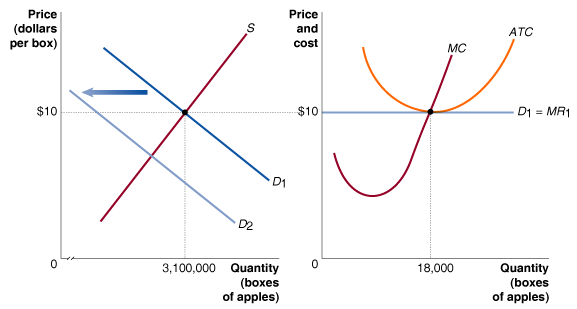 Price
(dollars
per box)
S
$10
D1
D2
0
3,100,000
Quantity
(boxes
of apples)
Price
and
cost
ATC
MC
$10
D1 = MR1
0
18,000
Quantity
(boxes
of apples)